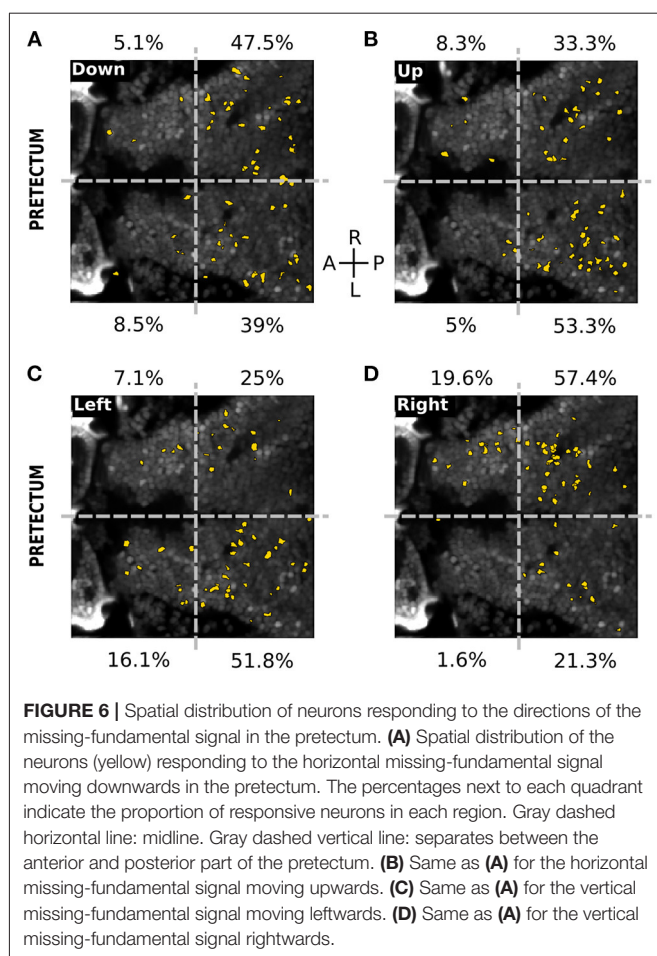 A
5.1%
47.5%
B
8.3%
33.3%
Down
Up
PRETECTUM
R
A
P
L
8.5%
39%
5%
53.3%
C
7.1%
25%
D
19.6%
57.4%
Left
Right
PRETECTUM
16.1%
51.8%
1.6%
21.3%
FIGURE 6 | Spatial distribution of neurons responding to the directions of the
missing-fundamental signal in the pretectum. (A) Spatial distribution of the
neurons (yellow) responding to the horizontal missing-fundamental signal
moving downwards in the pretectum. The percentages next to each quadrant
indicate the proportion of responsive neurons in each region. Gray dashed
horizontal line: midline. Gray dashed vertical line: separates between the
anterior and posterior part of the pretectum. (B) Same as (A) for the horizontal
missing-fundamental signal moving upwards. (C) Same as (A) for the vertical
missing-fundamental signal moving leftwards. (D) Same as (A) for the vertical
missing-fundamental signal rightwards.